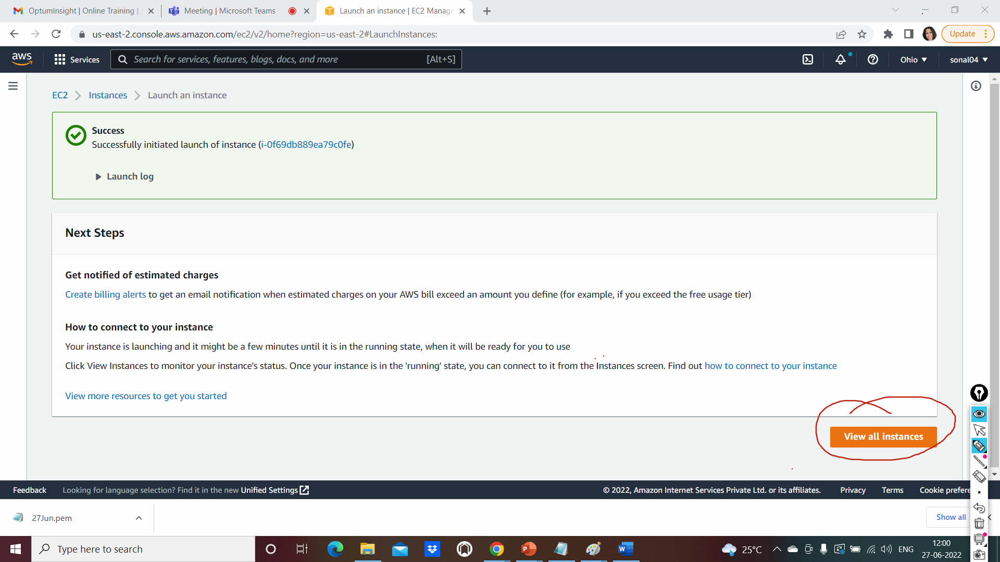 OptumInsight | Online Training |
Meeting | Microsoft Teams
Launch an instance | EC2 Manage
us-east-2.console.aws.amazon.com/ec2/v2/home?region=us-east-2#LaunchInstances:
Update
aws
Services
Search for services, features, blogs, docs, and more
[Alt+S]
Ohio
sonal04
EC2
Instances
Launch an instance
Success
Successfully initiated launch of instance (i-0f69db889ea79c0fe)
Launch log
Next Steps
Get notified of estimated charges
Create billing alerts to get an email notification when estimated charges on your AWS bill exceed an amount you define (for example, if you exceed the free usage tier)
How to connect to your instance
Your instance is launching and it might be a few minutes until it is in the running state, when it will be ready for you to use
Click View Instances to monitor your instance's status. Once your instance is in the 'running' state, you can connect to it from the Instances screen. Find out how to connect to your instance
View more resources to get you started
View all instances
Feedback
Looking for language selection? Find it in the new Unified Settings
© 2022, Amazon Internet Services Private Ltd. or its affiliates.
Privacy
Terms
Cookie prefere
27Jun.pem
Show all
Type here to search
25°C
ENG
12:00
27-06-2022